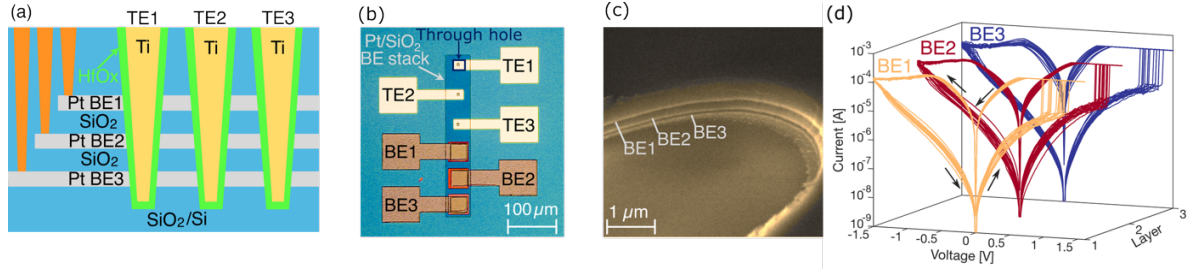 (a)
TE1 TE2 TE3
Ti Ti Ti
HfOx
Pt BE1
SiO₂
Pt BE2
SiO₂
Pt BE3
SiO₂/Si
(b)
Through hole
Pt/SiO₂
BE stack
TE1
TE2
TE3
BE1
BE2
BE3
100 μm
(c)
BE1 BE2 BE3
1 μm
(d)
BE3
BE2
BE1
Current [A]
10⁻³
10⁻⁴
10⁻⁵
10⁻⁶
10⁻⁷
10⁻⁸
10⁻⁹
-1.5 -0.5 0 0.5 1.5
Voltage [V]
1 2 3
Layer